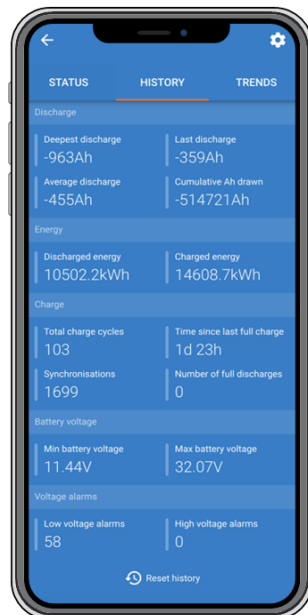 STATUS HISTORY TRENDS
Discharge
Deepest discharge Last discharge
-963Ah -359Ah
Average discharge Cumulative Ah drawn
-455Ah -514721Ah
Energy
Discharged energy Charged energy
10502.2kWh 14608.7kWh
Charge
Total charge cycles Time since last full charge
103 1d 23h
Synchronisations Number of full discharges
1699 0
Battery voltage
Min battery voltage Max battery voltage
11.44V 32.07V
Voltage alarms
Low voltage alarms High voltage alarms
58 0
Reset history